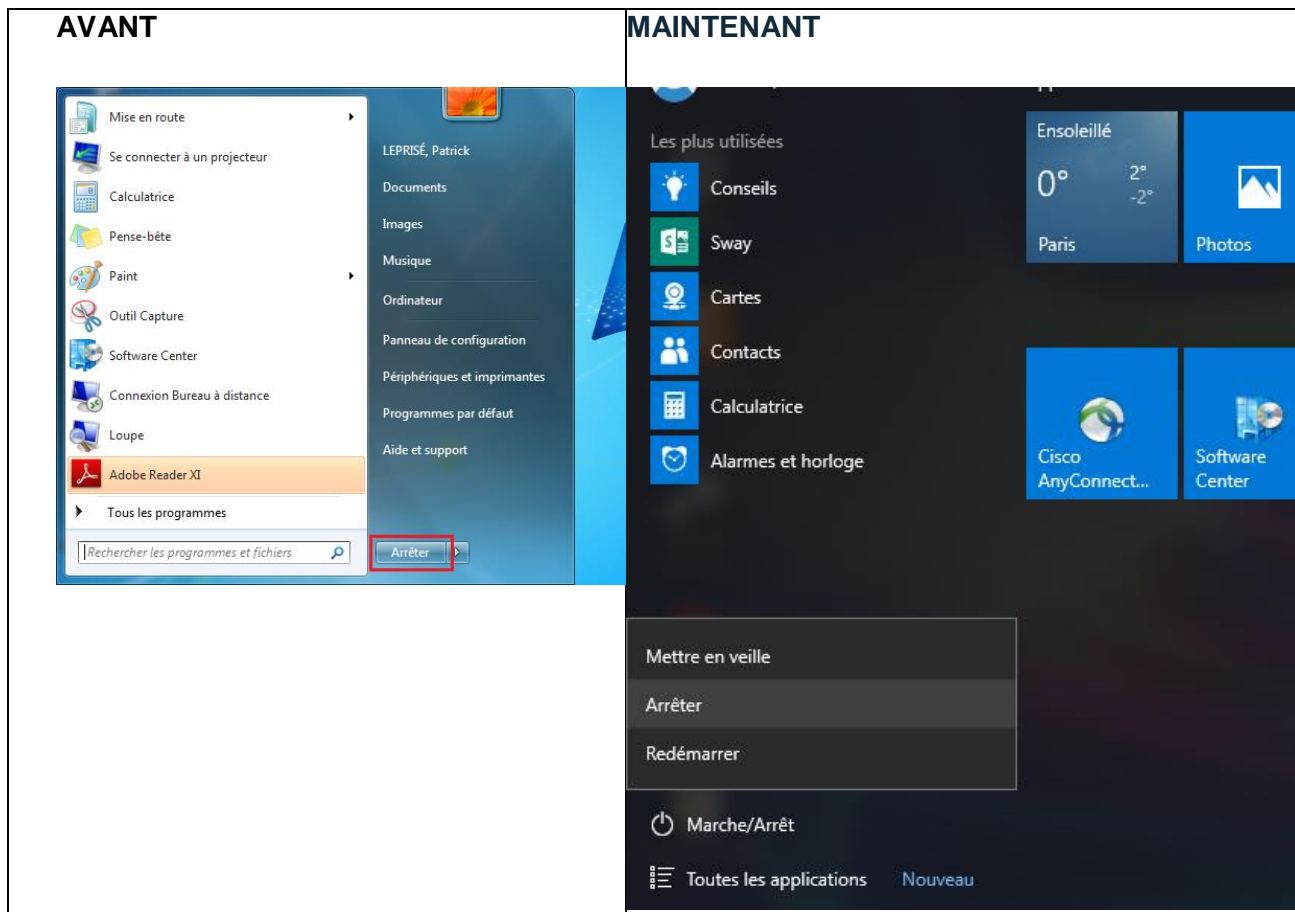 AVANT
MAINTENANT
Mise en route
Se connecter à un projecteur
Calculatrice
Pense-bête
Paint
Outil Capture
Software Center
Connexion Bureau à distance
Loupe
Adobe Reader XI
Tous les programmes
Rechercher les programmes et fichiers
LEPRISÉ, Patrick
Documents
Images
Musique
Ordinateur
Panneau de configuration
Périphériques et imprimantes
Programmes par défaut
Aide et support
Arrêter
Les plus utilisées
Conseils
Sway
Cartes
Contacts
Calculatrice
Alarmes et horloge
Ensoleillé
0° 2°
-2°
Paris
Photos
Cisco
AnyConnect...
Software
Center
Mettre en veille
Arrêter
Redémarrer
Marche/Arrêt
Toutes les applications Nouveau